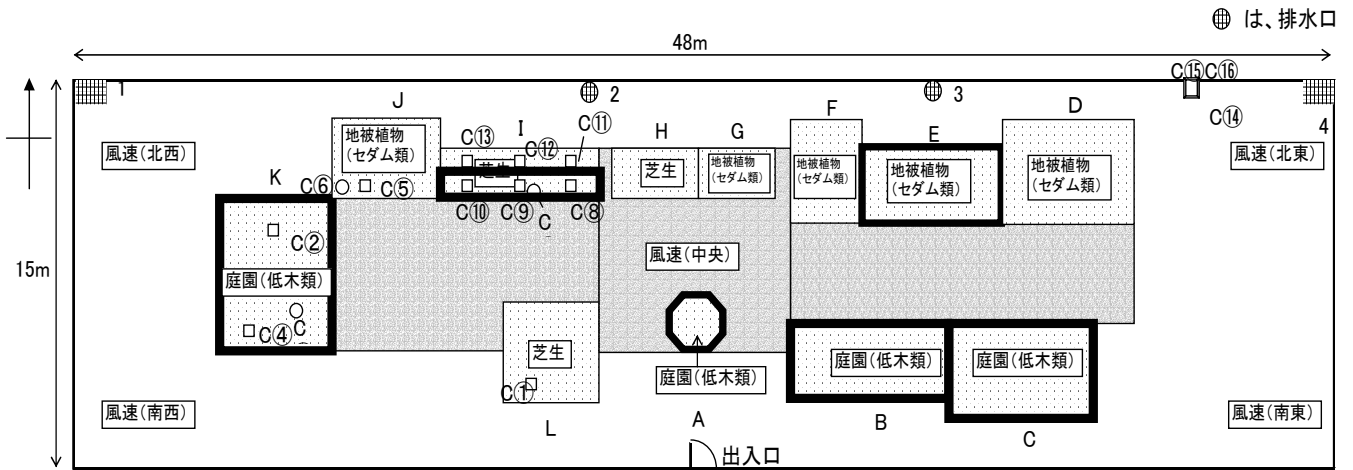 は、排水口
48m
C⑮C⑯
1
2
3
4
J
I
H
G
F
E
D
C⑬
C⑫
C⑪
C⑭
地被植物
(セダム類)
芝生
芝生
地被植物
(セダム類)
地被植物
(セダム類)
地被植物
(セダム類)
地被植物
(セダム類)
風速(北西)
風速(北東)
K
C⑥
C⑤
C⑩
C⑨
C
C⑧
C②
風速(中央)
15m
庭園(低木類)
C④
C
芝生
C①
庭園(低木類)
庭園(低木類)
庭園(低木類)
風速(南西)
風速(南東)
L
A
B
C
出入口